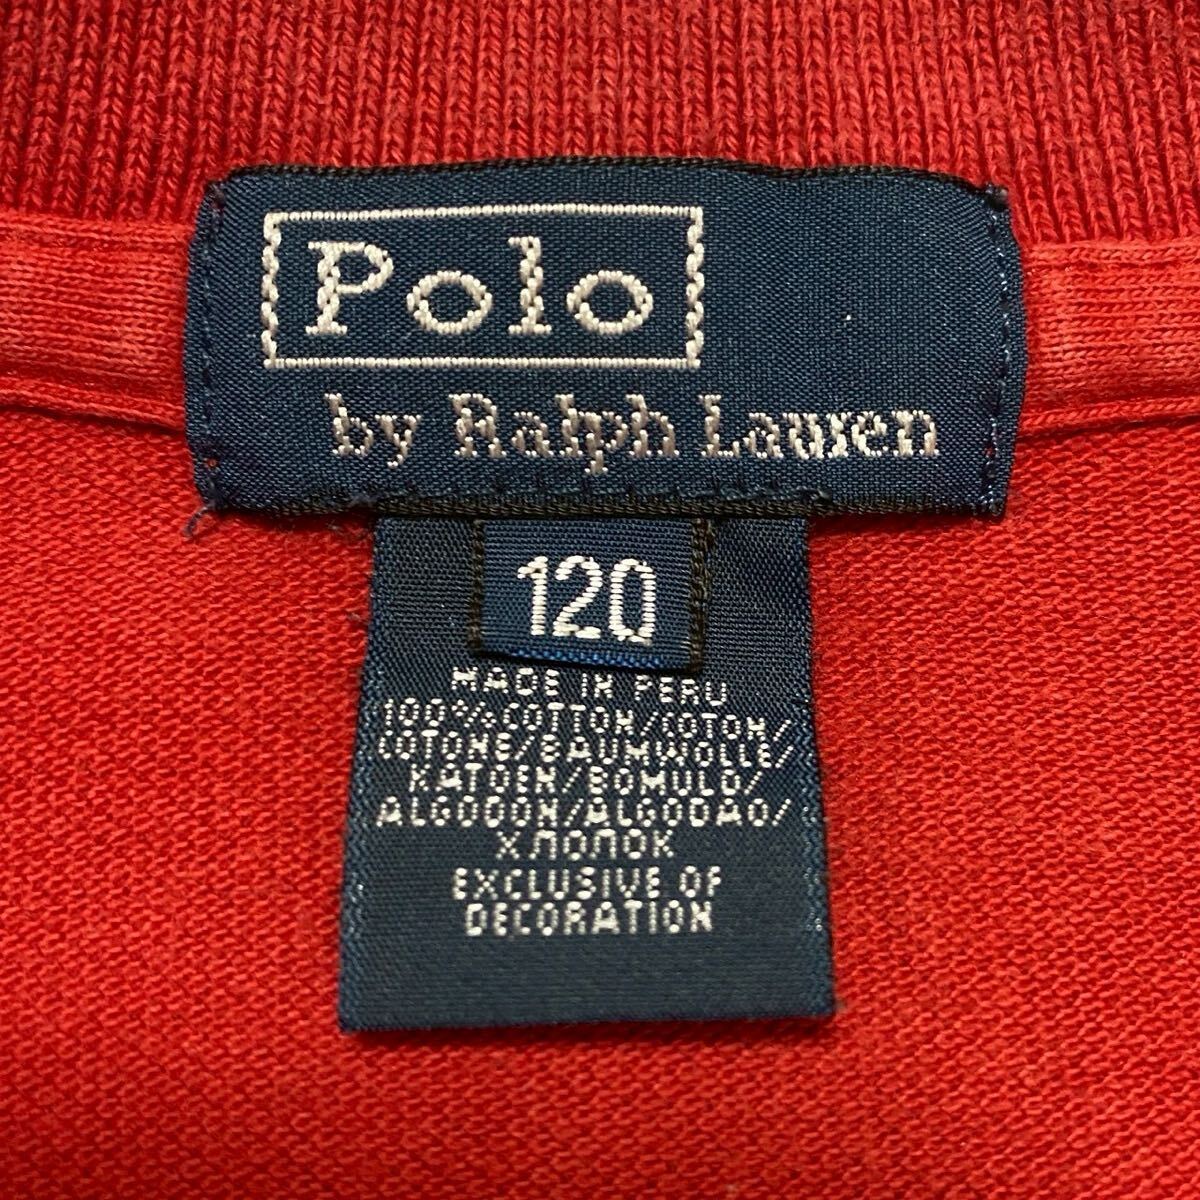 Polo
by Ralph Lauren
120
MADE IN PERU
100% COTTON/COTON/
COTONE/BAUMWOLLE/
KATOEN/BOMULD/
ALGODON/ALGODAO/
ХЛОПОК
EXCLUSIVE OF
DECORATION